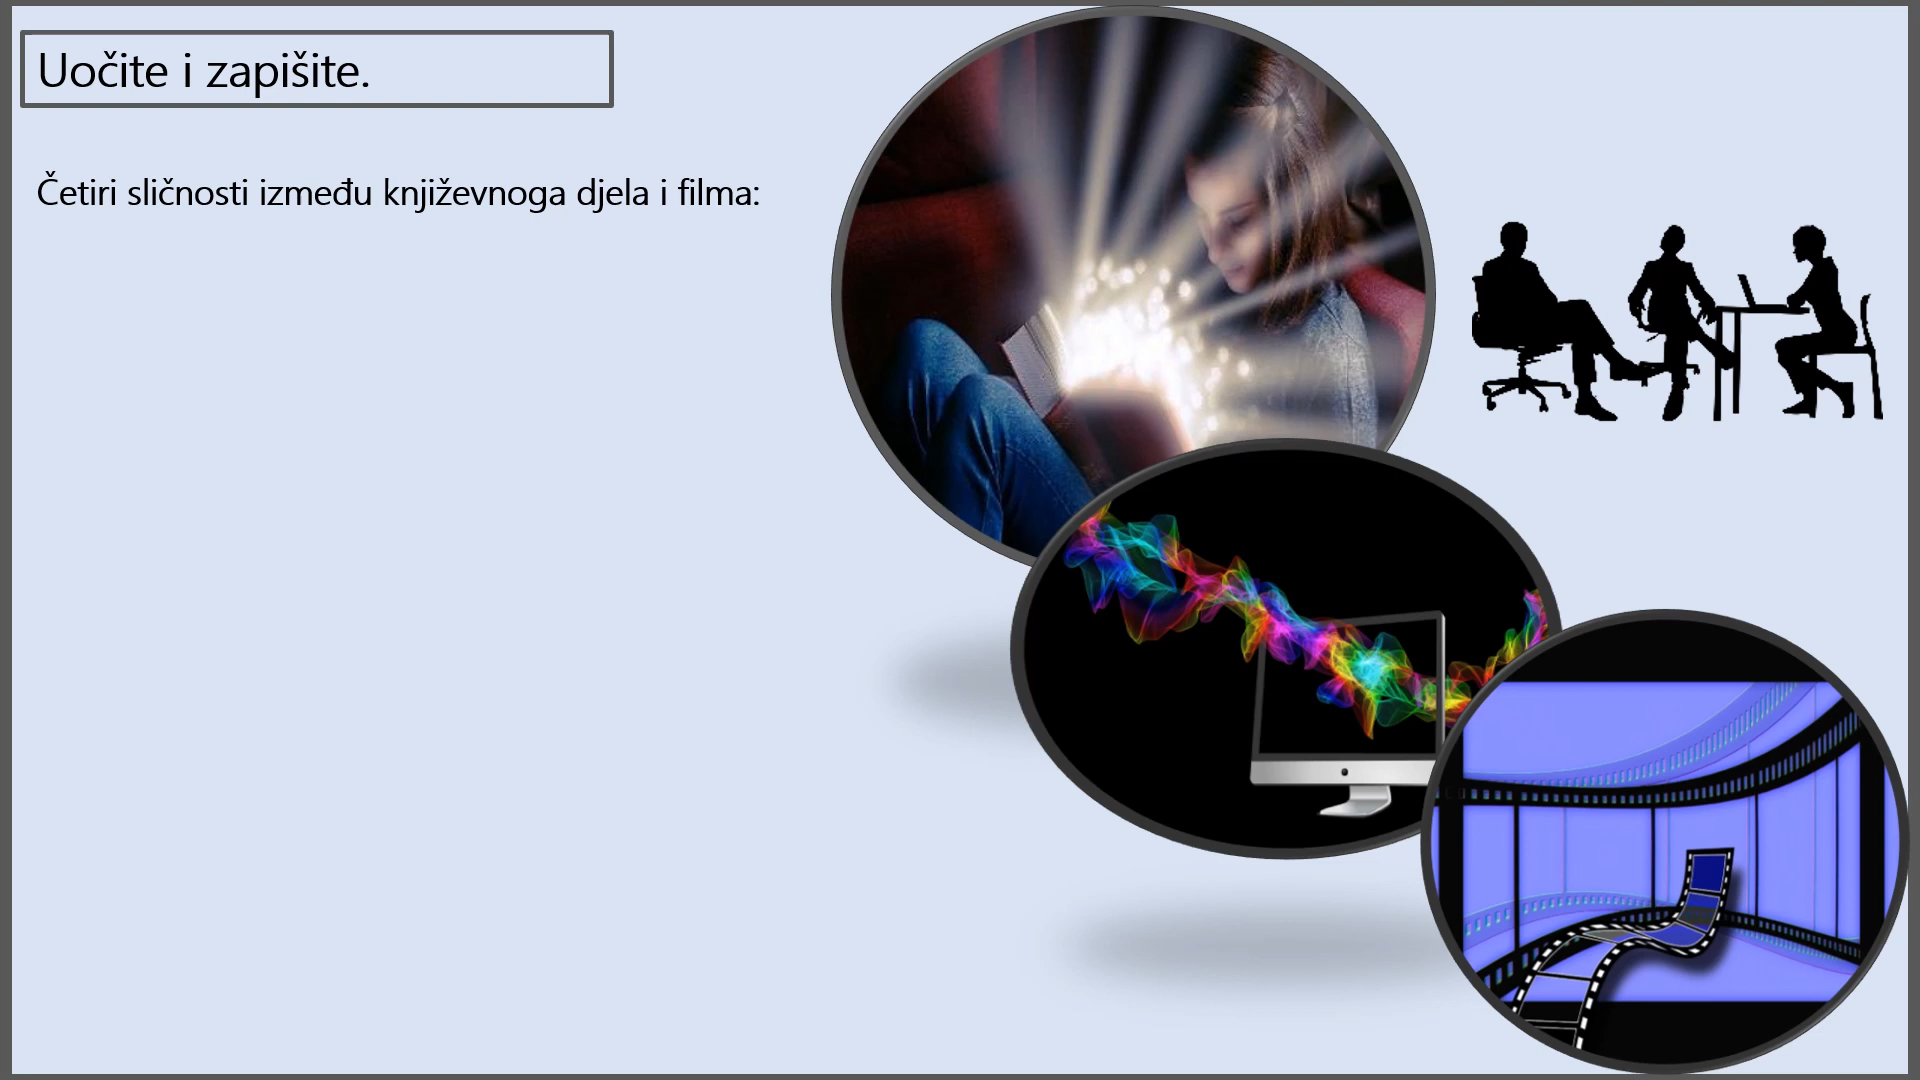 Uočite i zapišite.
Četiri sličnosti između književnoga djela i filma: